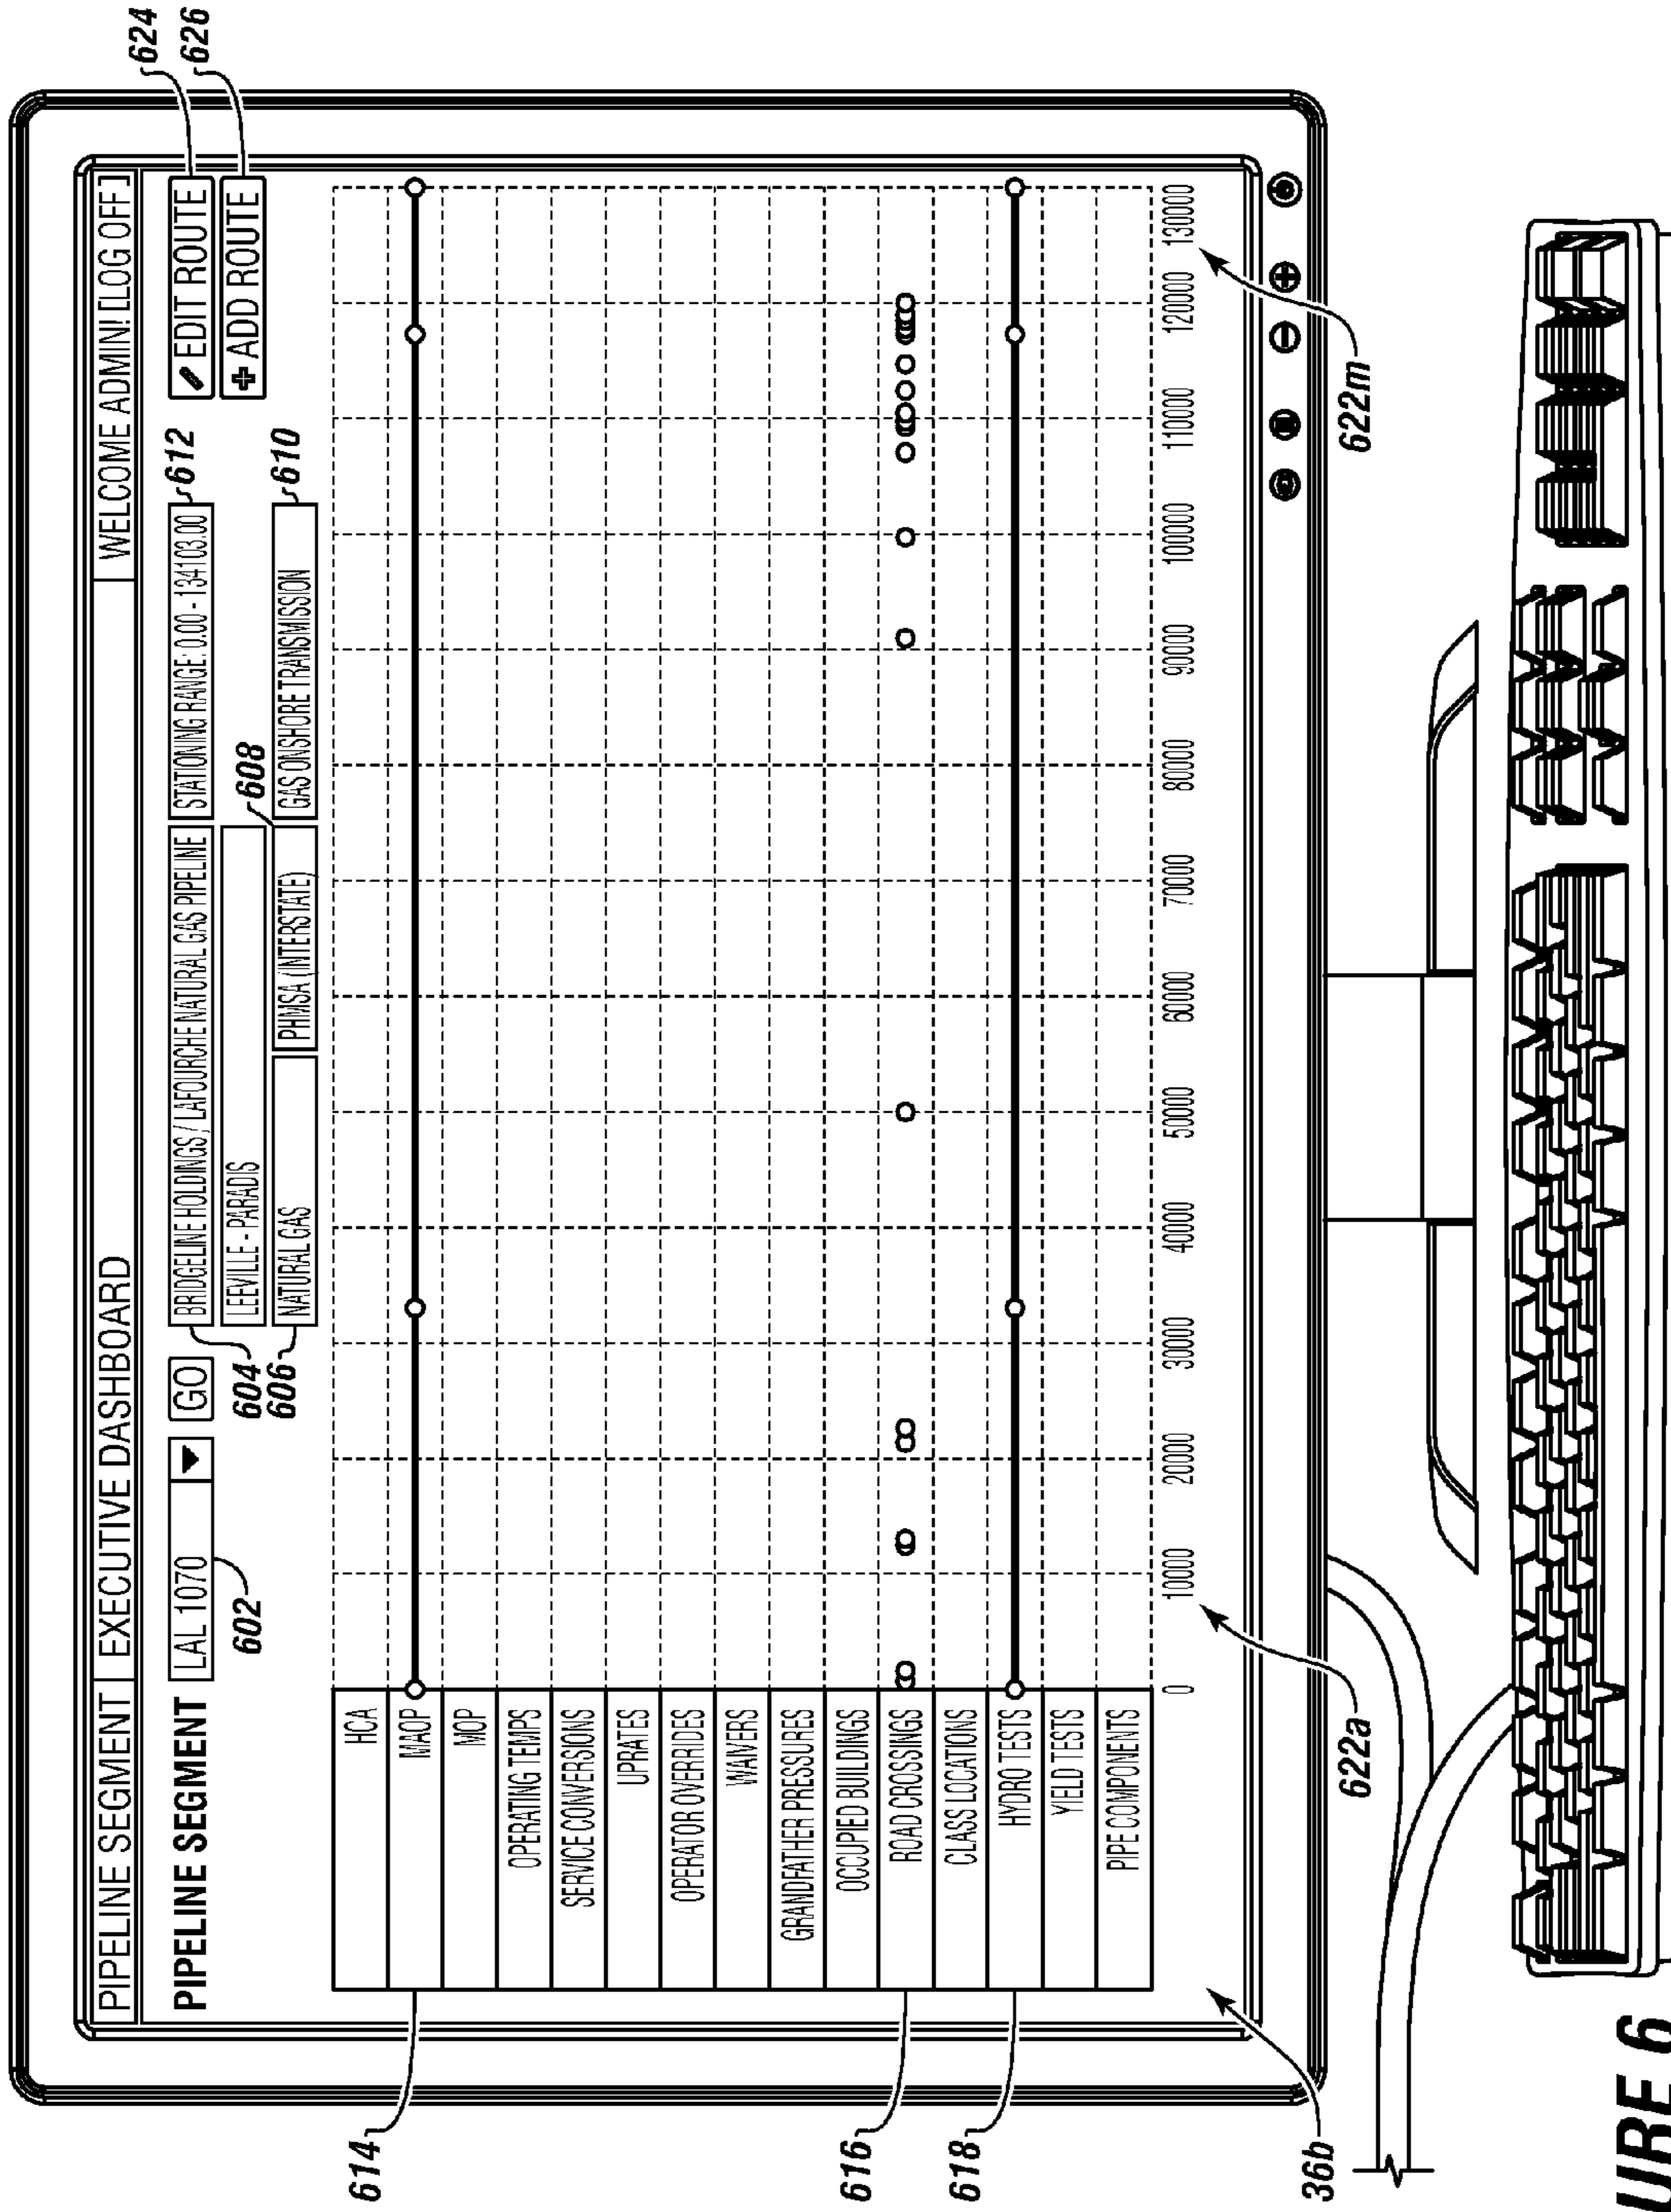 624
626
PIPELINE SEGMENT EXECUTIVE DASHBOARD WELCOME ADMIN! [LOG OFF]
PIPELINE SEGMENT LAL 1070 GO BRIDGELINE HOLDINGS / LAFOURCHE NATURAL GAS PIPELINE STATIONING RANGE: 0.00 - 134103.00 612 EDIT ROUTE
602 604 LEEVILLE - PARADIS 608 ADD ROUTE
606 NATURAL GAS PHMSA (INTERSTATE) GAS ONSHORE TRANSMISSION 610
HCA
614 MAOP
MOP
OPERATING TEMPS
SERVICE CONVERSIONS
UPRATES
OPERATOR OVERRIDES
WAIVERS
GRANDFATHER PRESSURES
OCCUPIED BUILDINGS
616 ROAD CROSSINGS
CLASS LOCATIONS
618 HYDRO TESTS
YIELD TESTS
PIPE COMPONENTS
0 10000 20000 30000 40000 50000 60000 70000 80000 90000 100000 110000 120000 130000
36b 622a 622m
URE 6